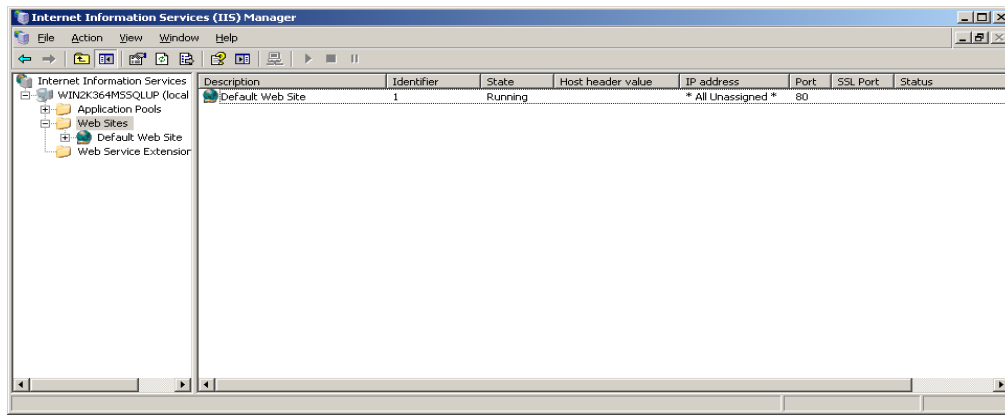 Internet Information Services (IIS) Manager
File Action View Window Help
Internet Information Services
WIN2K364MSSQLUP (local
Application Pools
Web Sites
Default Web Site
Web Service Extension
Description Identifier State Host header value IP address Port SSL Port Status
Default Web Site 1 Running * All Unassigned * 80